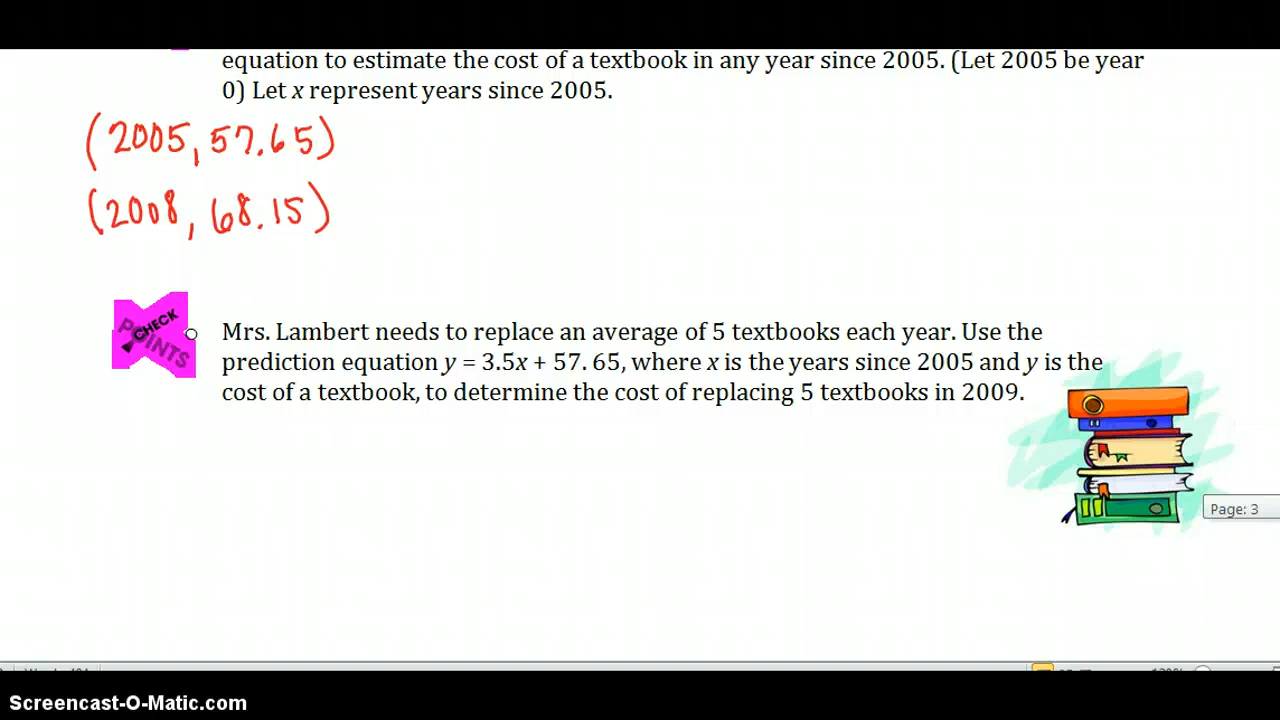 equation to estimate the cost of a textbook in any year since 2005. (Let 2005 be year
0) Let x represent years since 2005.
(2005, 57.65)
(2008, 68.15)
CHECK
POINTS
Mrs. Lambert needs to replace an average of 5 textbooks each year. Use the
prediction equation y = 3.5x + 57. 65, where x is the years since 2005 and y is the
cost of a textbook, to determine the cost of replacing 5 textbooks in 2009.
Page: 3
Screencast-O-Matic.com